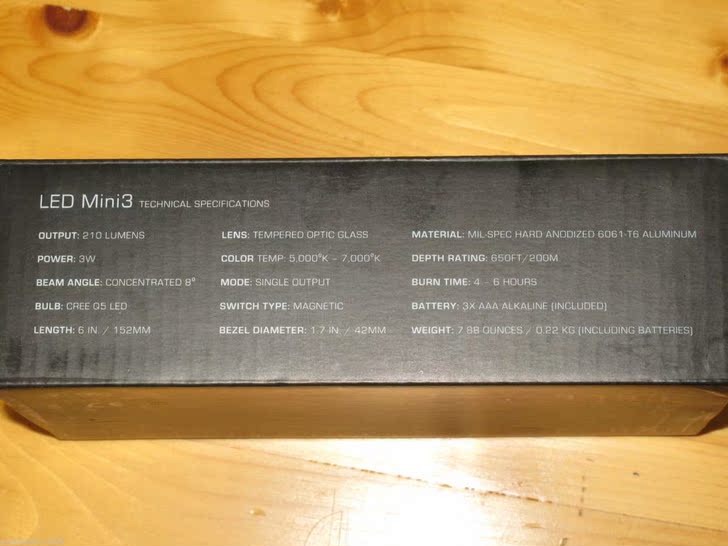 LED Mini3 TECHNICAL SPECIFICATIONS
OUTPUT: 210 LUMENS
POWER: 3W
BEAM ANGLE: CONCENTRATED 8°
BULB: CREE Q5 LED
LENGTH: 6 IN. / 152MM
LENS: TEMPERED OPTIC GLASS
COLOR TEMP: 5,000°K - 7,000°K
MODE: SINGLE OUTPUT
SWITCH TYPE: MAGNETIC
BEZEL DIAMETER: 1.7 IN. / 42MM
MATERIAL: MIL-SPEC HARD ANODIZED 6061-T6 ALUMINUM
DEPTH RATING: 650FT/200M
BURN TIME: 4 - 6 HOURS
BATTERY: 3X AAA ALKALINE (INCLUDED)
WEIGHT: 7.98 OUNCES / 0.22 KG (INCLUDING BATTERIES)